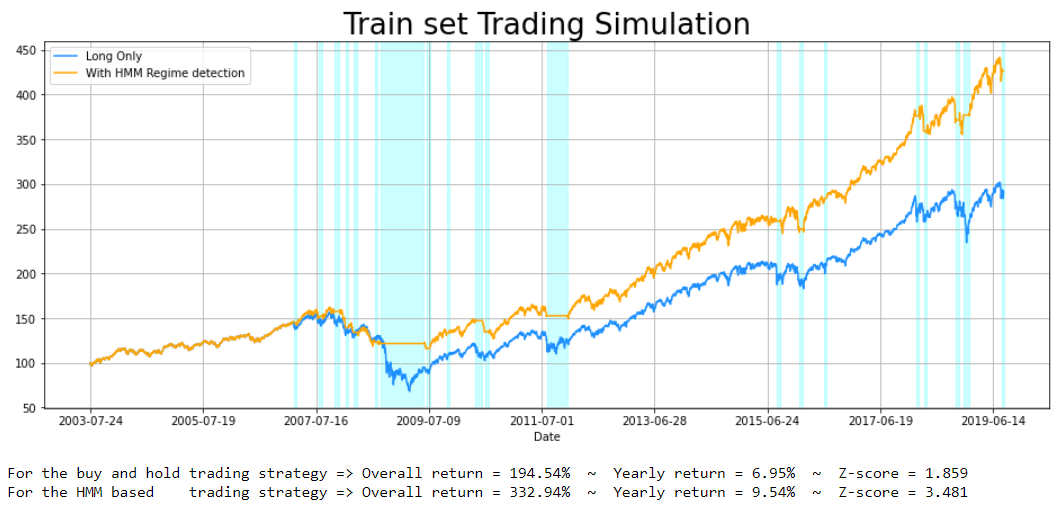 Train set Trading Simulation
450
400
350
300
250
200
150
100
50
Long Only
With HMM Regime detection
2003-07-24 2005-07-19 2007-07-16 2009-07-09 2011-07-01 2013-06-28 2015-06-24 2017-06-19 2019-06-14
Date
For the buy and hold trading strategy => Overall return = 194.54%  ~  Yearly return = 6.95%  ~  Z-score = 1.859
For the HMM based    trading strategy => Overall return = 332.94%  ~  Yearly return = 9.54%  ~  Z-score = 3.481